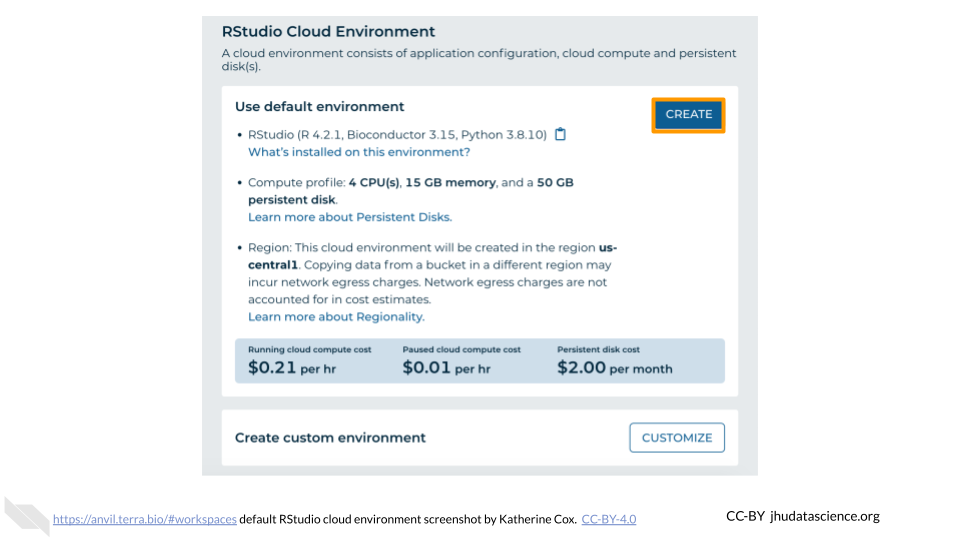 RStudio Cloud Environment
A cloud environment consists of application configuration, cloud compute and persistent
disk(s).
Use default environment
CREATE
• RStudio (R 4.2.1, Bioconductor 3.15, Python 3.8.10)
What's installed on this environment?
• Compute profile: 4 CPU(s), 15 GB memory, and a 50 GB
persistent disk.
Learn more about Persistent Disks.
• Region: This cloud environment will be created in the region us-
central1. Copying data from a bucket in a different region may
incur network egress charges. Network egress charges are not
accounted for in cost estimates.
Learn more about Regionality.
Running cloud compute cost
$0.21 per hr
Paused cloud compute cost
$0.01 per hr
Persistent disk cost
$2.00 per month
Create custom environment
CUSTOMIZE
https://anvil.terra.bio/#workspaces default RStudio cloud environment screenshot by Katherine Cox. CC-BY-4.0
CC-BY jhudatascience.org